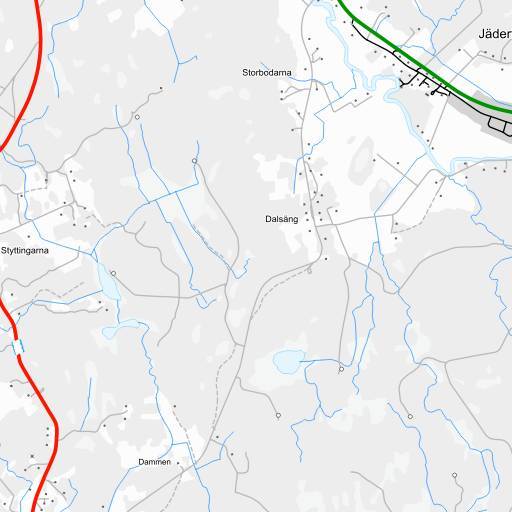 Jäder
Storbodarna
Dalsäng
Styttingarna
Dammen